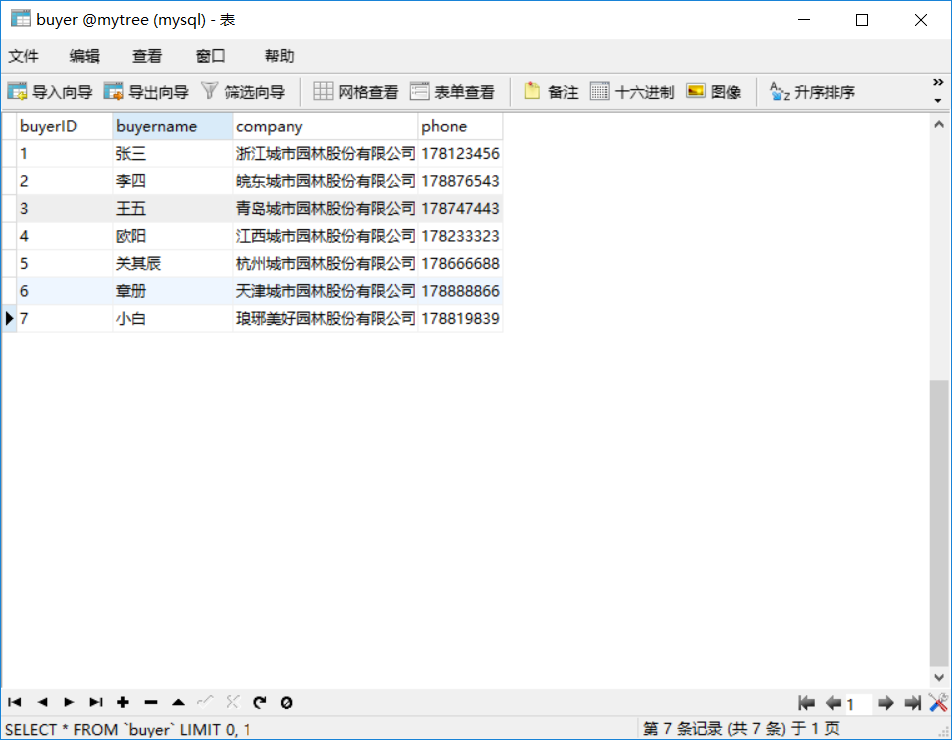 buyer @mytree (mysql) - 表
文件 编辑 查看 窗口 帮助
导入向导 导出向导 筛选向导 网格查看 表单查看 备注 十六进制 图像 升序排序
buyerID buyername company phone
1 张三 浙江城市园林股份有限公司 178123456
2 李四 皖东城市园林股份有限公司 178876543
3 王五 青岛城市园林股份有限公司 178747443
4 欧阳 江西城市园林股份有限公司 178233323
5 关其辰 杭州城市园林股份有限公司 178666688
6 章册 天津城市园林股份有限公司 178888866
7 小白 琅琊美好园林股份有限公司 178819839
1
SELECT * FROM `buyer` LIMIT 0, 1 第 7 条记录 (共 7 条) 于 1 页